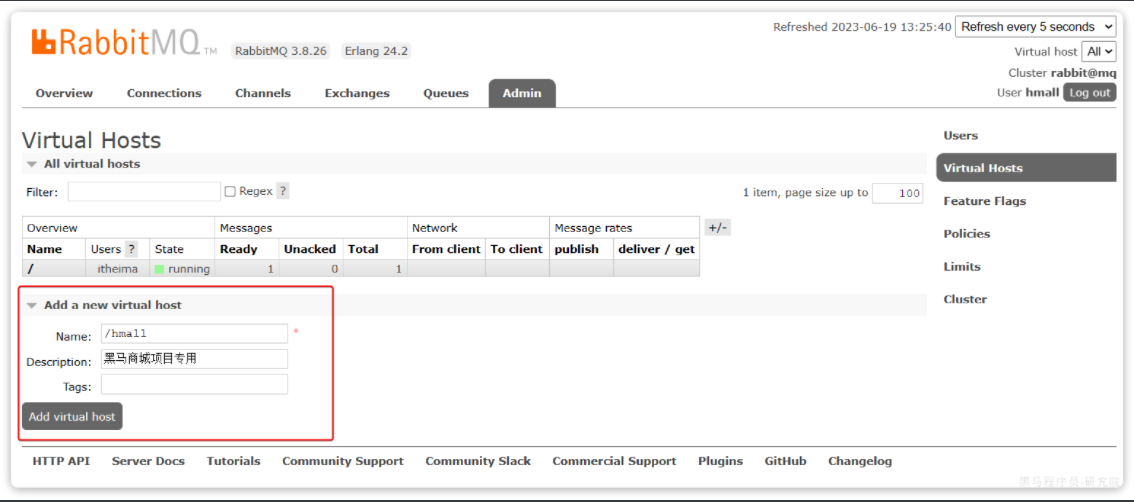 Refreshed 2023-06-19 13:25:40 Refresh every 5 seconds
RabbitMQ TM RabbitMQ 3.8.26 Erlang 24.2
Virtual host All
Cluster rabbit@mq
User hmall Log out
Overview Connections Channels Exchanges Queues Admin
Virtual Hosts
All virtual hosts
Filter: Regex ? 1 item, page size up to 100
Overview Messages Network Message rates +/-
Name Users ? State Ready Unacked Total From client To client publish deliver / get
/ itheima running 1 0 1
Add a new virtual host
Name: /hmall *
Description: 黑马商城项目专用
Tags:
Add virtual host
Users
Virtual Hosts
Feature Flags
Policies
Limits
Cluster
HTTP API Server Docs Tutorials Community Support Community Slack Commercial Support Plugins GitHub Changelog
黑马程序员-研究院